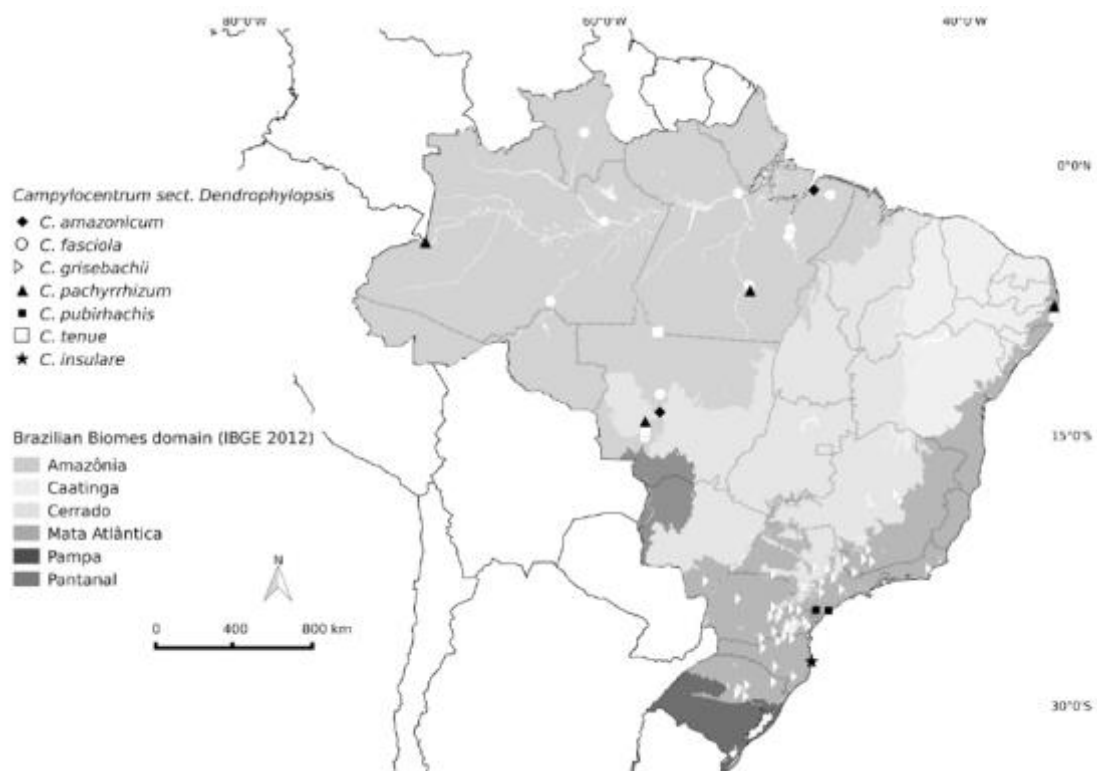 80°0'W 60°0'W 40°0'W
0°0'N
Campylocentrum sect. Dendrophylopsis
C. amazonicum
C. fasciola
C. grisebachii
C. pachyrrhizum
C. pubirhachis
C. tenue
C. insulare
Brazilian Biomes domain (IBGE 2012)
15°0'S
Amazônia
Caatinga
Cerrado
Mata Atlântica
Pampa
Pantanal
N
0 400 800 km
30°0'S